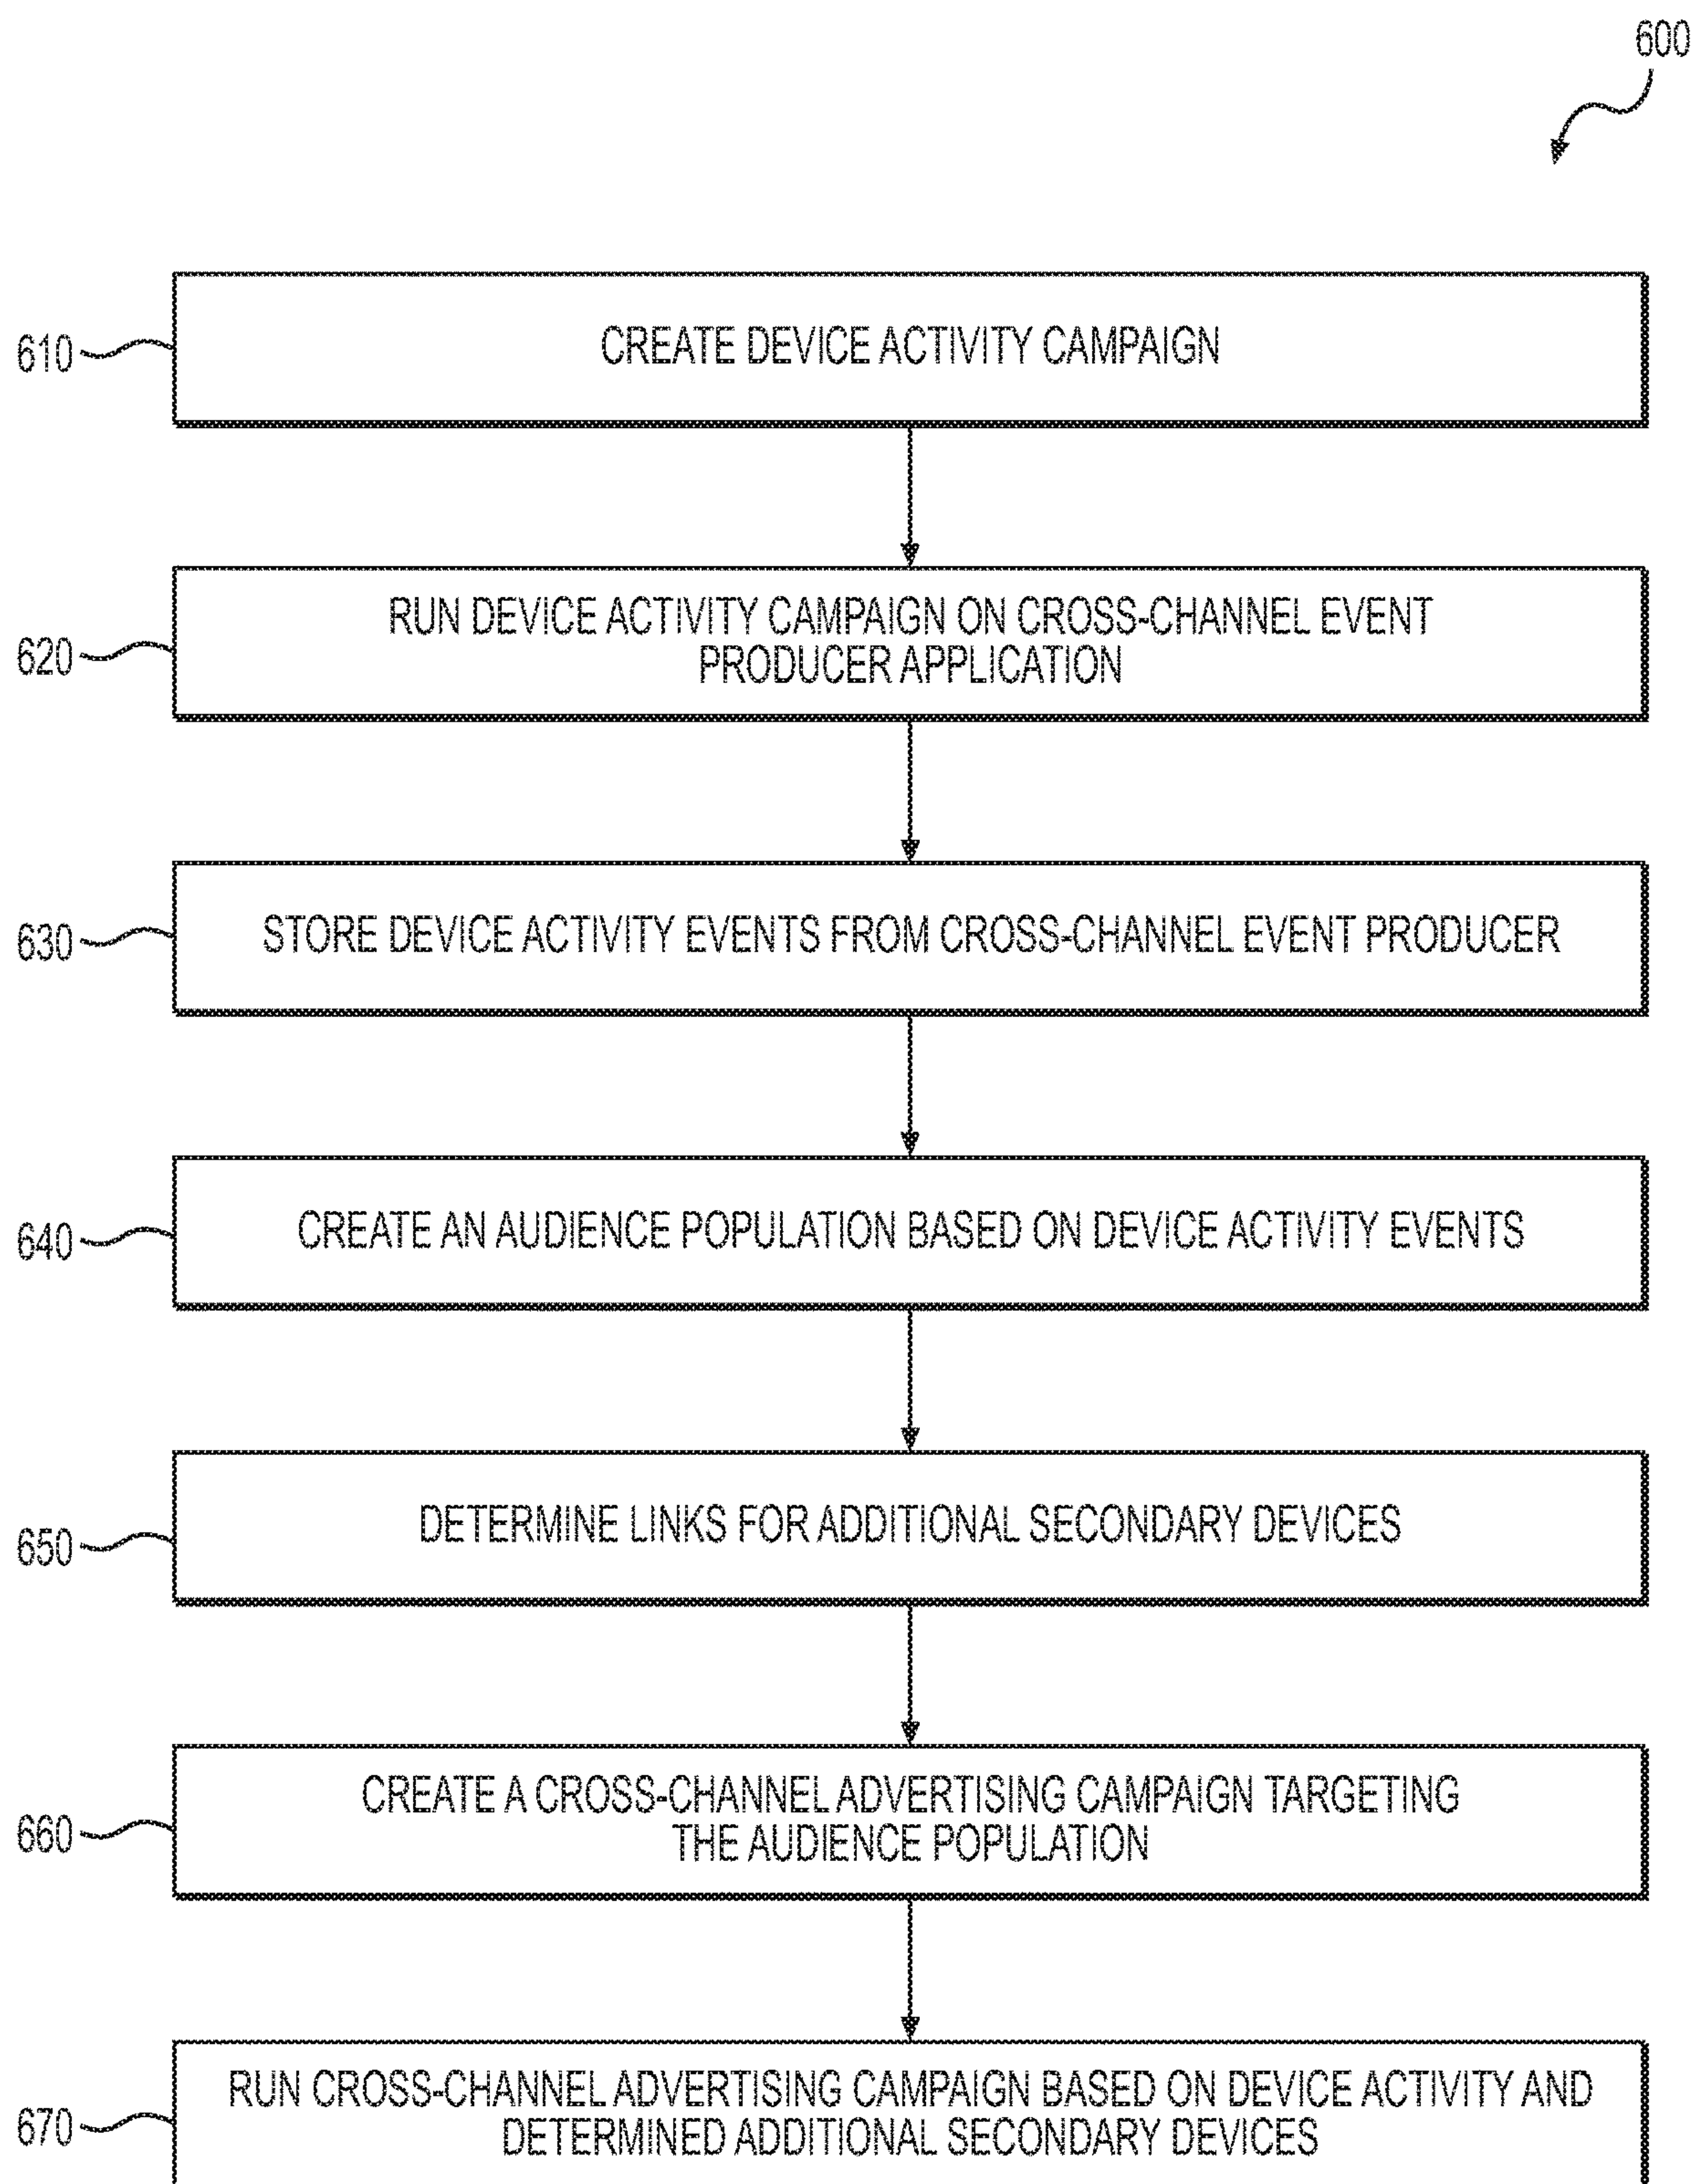 600
610
CREATE DEVICE ACTIVITY CAMPAIGN
620
RUN DEVICE ACTIVITY CAMPAIGN ON CROSS-CHANNEL EVENT
PRODUCER APPLICATION
630
STORE DEVICE ACTIVITY EVENTS FROM CROSS-CHANNEL EVENT PRODUCER
640
CREATE AN AUDIENCE POPULATION BASED ON DEVICE ACTIVITY EVENTS
650
DETERMINE LINKS FOR ADDITIONAL SECONDARY DEVICES
660
CREATE A CROSS-CHANNEL ADVERTISING CAMPAIGN TARGETING
THE AUDIENCE POPULATION
670
RUN CROSS-CHANNEL ADVERTISING CAMPAIGN BASED ON DEVICE ACTIVITY AND
DETERMINED ADDITIONAL SECONDARY DEVICES